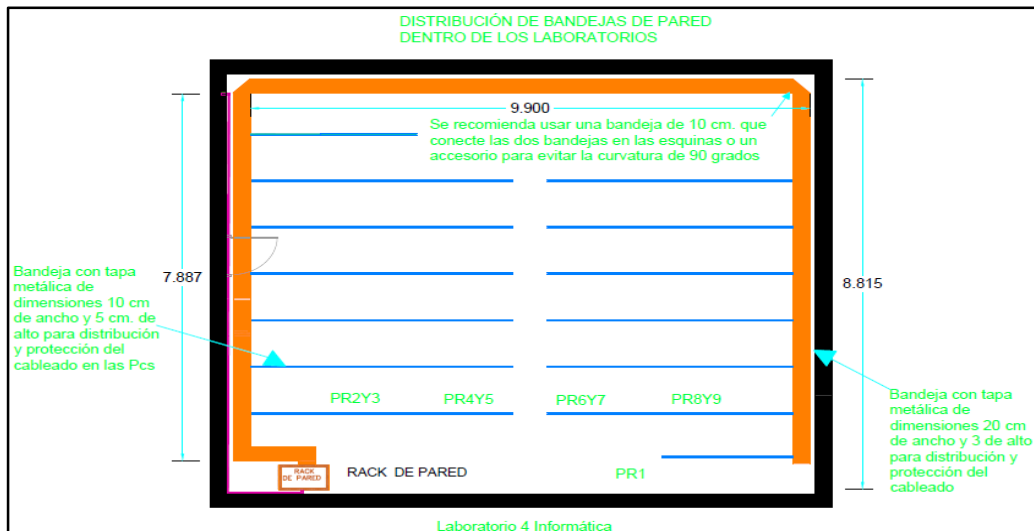 DISTRIBUCIÓN DE BANDEJAS DE PARED
DENTRO DE LOS LABORATORIOS
9.900
Se recomienda usar una bandeja de 10 cm. que
conecte las dos bandejas en las esquinas o un
accesorio para evitar la curvatura de 90 grados
7.887
8.815
Bandeja con tapa
metálica de
dimensiones 10 cm
de ancho y 5 cm. de
alto para distribución
y protección del
cableado en las Pcs
PR2Y3
PR4Y5
PR6Y7
PR8Y9
Bandeja con tapa
metálica de
dimensiones 20 cm
de ancho y 3 de alto
para distribución y
protección del
cableado
RACK
DE PARED
RACK DE PARED
PR1
Laboratorio 4 Informática